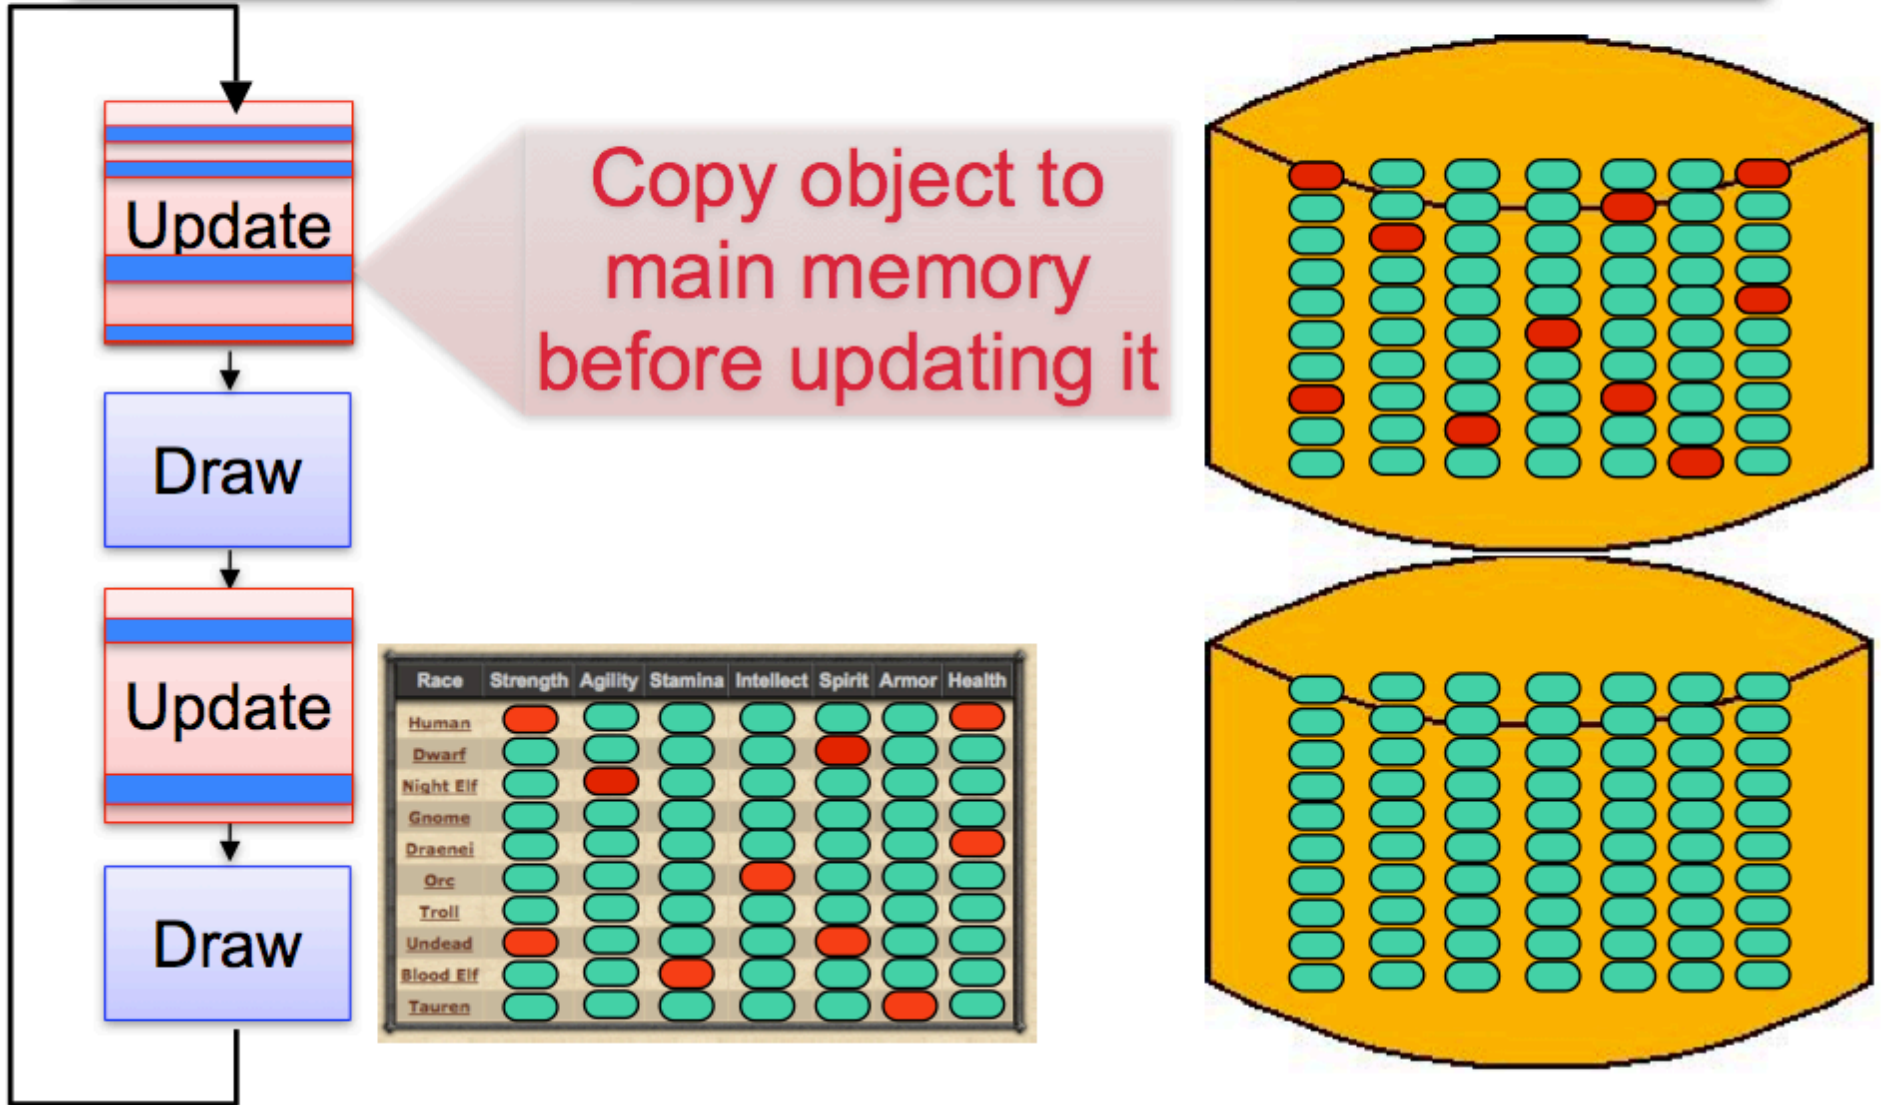 Update
Copy object to
main memory
before updating it
Draw
Update
Draw
Race Strength Agility Stamina Intellect Spirit Armor Health
Human
Dwarf
Night Elf
Gnome
Draenei
Orc
Troll
Undead
Blood Elf
Tauren